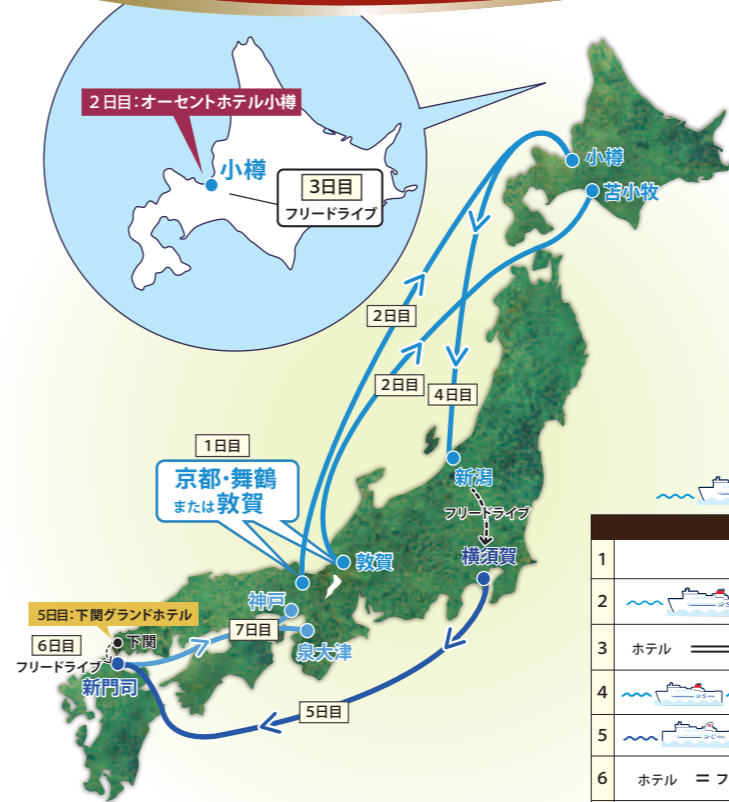 2日目:オーセントホテル小樽
小樽
3日目
フリードライブ
小樽
苫小牧
2日目
2日目
4日目
1日目
京都・舞鶴
または敦賀
新潟
フリードライブ
敦賀
横須賀
神戸
5日目:下関グランドホテル
7日目
下関
泉大津
6日目
フリードライブ
新門司
5日目
1
2
3 ホテル
4
5
6 ホテル = フ